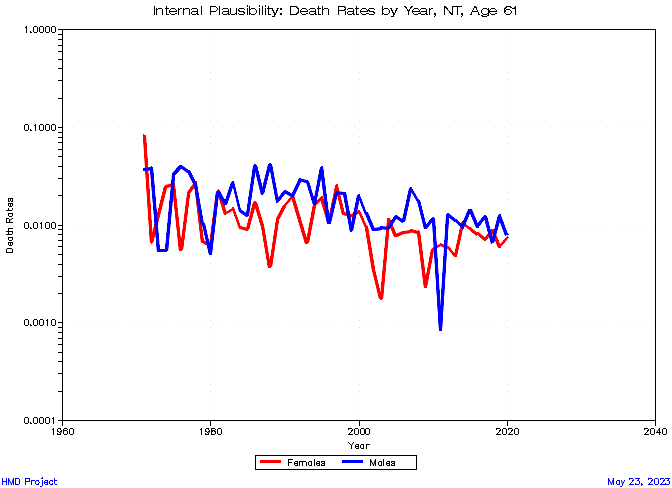 Internal Plausibility: Death Rates by Year, NT, Age 61
1.0000
0.1000
0.0100
0.0010
0.0001
Death Rates
1960 1980 2000 2020 2040
Year
Females Males
HMD Project May 23, 2023